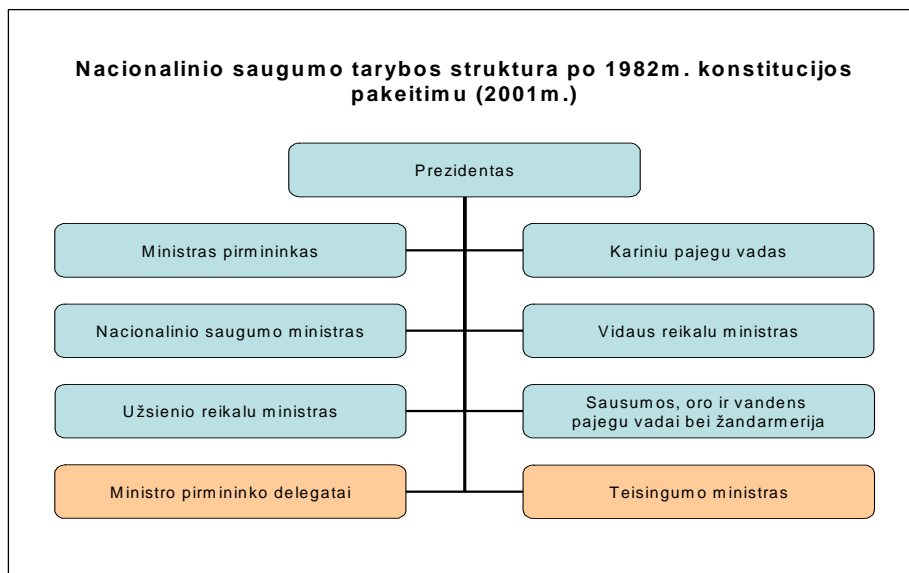 Nacionalinio saugumo tarybos struktura po 1982m. konstitucijos
pakeitimu (2001m.)
Prezidentas
Ministras pirmininkas
Kariniu pajegu vadas
Nacionalinio saugumo ministras
Vidaus reikalu ministras
Užsienio reikalu ministras
Sausumos, oro ir vandens
pajegu vadai bei žandarmerija
Ministro pirmininko delegatai
Teisingumo ministras